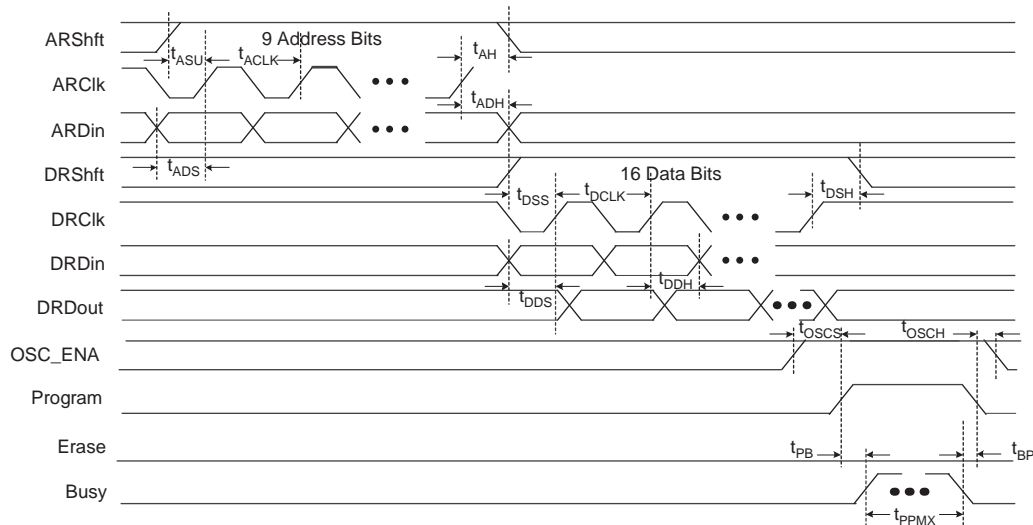 ARShft
9 Address Bits
tASU
tACLK
tAH
ARClk
tADH
ARDin
tADS
DRShft
16 Data Bits
tDSS
tDCLK
tDSH
DRClk
DRDin
tDDS
tDDH
DRDout
tOSCS
tOSCH
OSC_ENA
Program
Erase
tPB
tBP
Busy
tPPMX